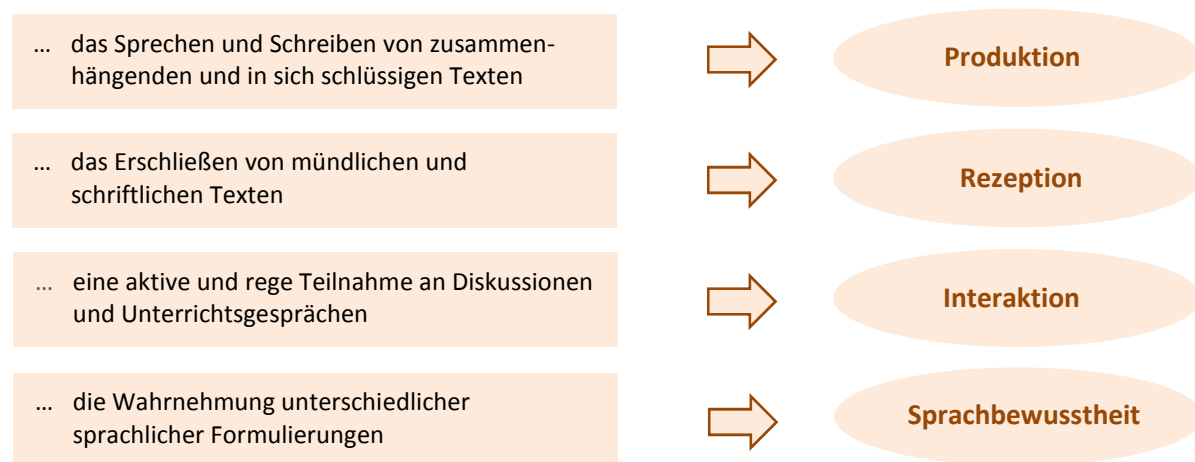 … das Sprechen und Schreiben von zusammen-
hängenden und in sich schlüssigen Texten
Produktion
… das Erschließen von mündlichen und
schriftlichen Texten
Rezeption
… eine aktive und rege Teilnahme an Diskussionen
und Unterrichtsgesprächen
Interaktion
… die Wahrnehmung unterschiedlicher
sprachlicher Formulierungen
Sprachbewusstheit